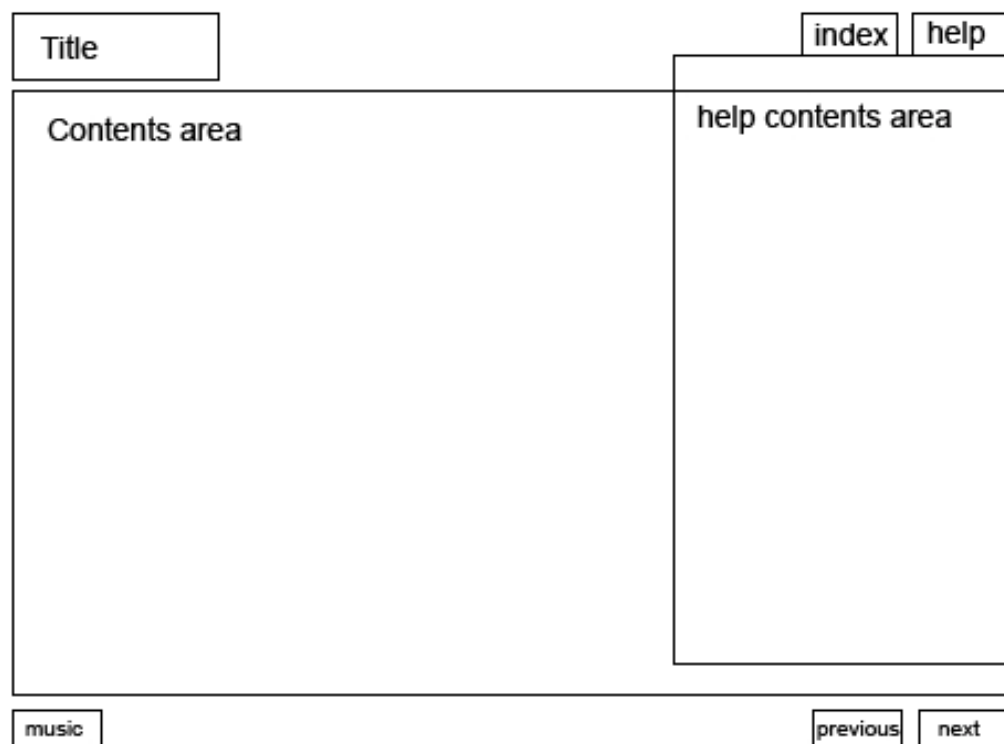 Title
index
help
Contents area
help contents area
music
previous
next